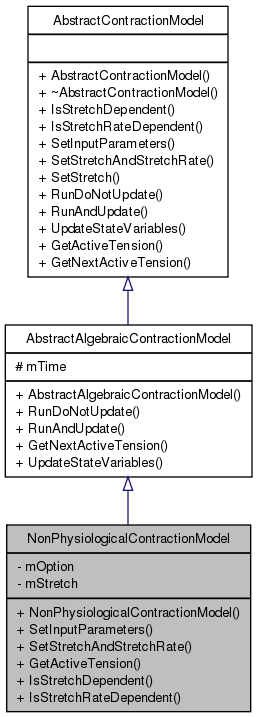 AbstractContractionModel
+ AbstractContractionModel()
+ ~AbstractContractionModel()
+ IsStretchDependent()
+ IsStretchRateDependent()
+ SetInputParameters()
+ SetStretchAndStretchRate()
+ SetStretch()
+ RunDoNotUpdate()
+ RunAndUpdate()
+ UpdateStateVariables()
+ GetActiveTension()
+ GetNextActiveTension()
AbstractAlgebraicContractionModel
# mTime
+ AbstractAlgebraicContractionModel()
+ RunDoNotUpdate()
+ RunAndUpdate()
+ GetNextActiveTension()
+ UpdateStateVariables()
NonPhysiologicalContractionModel
- mOption
- mStretch
+ NonPhysiologicalContractionModel()
+ SetInputParameters()
+ SetStretchAndStretchRate()
+ GetActiveTension()
+ IsStretchDependent()
+ IsStretchRateDependent()